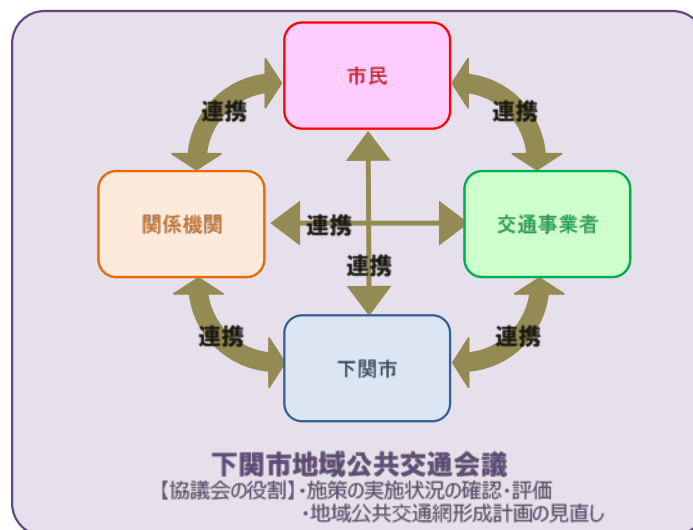 市民
連携
連携
関係機関
連携
交通事業者
連携
連携
連携
下関市
下関市地域公共交通会議
【協議会の役割】・施策の実施状況の確認・評価
・地域公共交通網形成計画の見直し